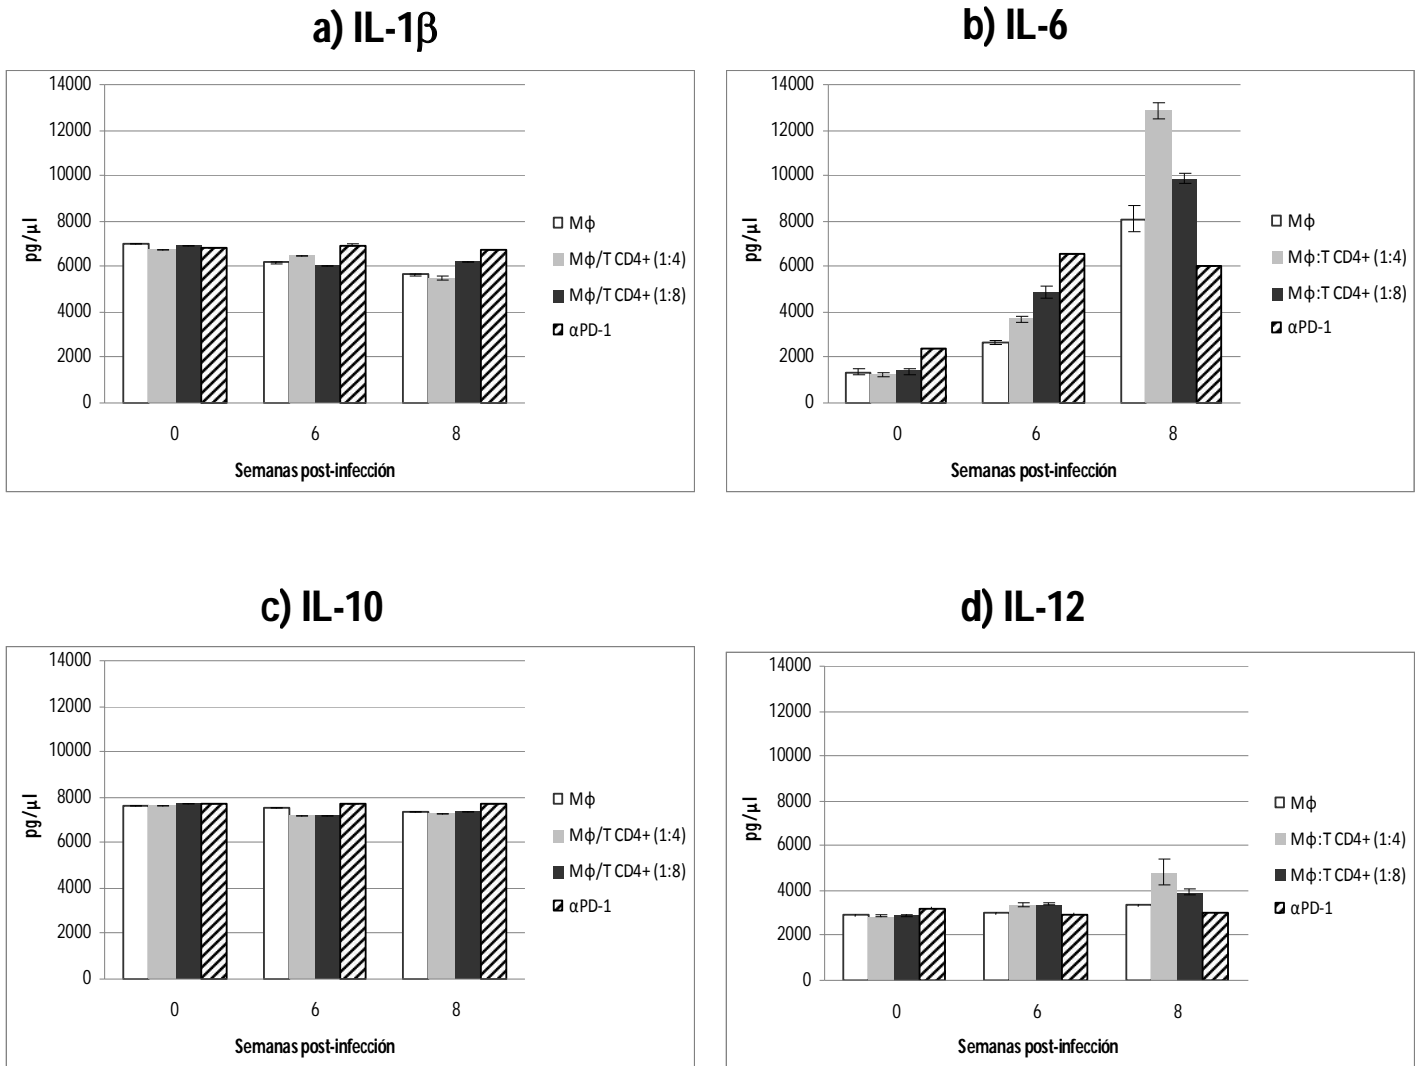 a) IL-1β
14000
12000
10000
8000
6000
4000
2000
0
pg/µl
0 6 8
Semanas post-infección
Mϕ
Mϕ/T CD4+ (1:4)
Mϕ/T CD4+ (1:8)
αPD-1
b) IL-6
14000
12000
10000
8000
6000
4000
2000
0
pg/µl
0 6 8
Semanas post-infección
Mϕ
Mϕ:T CD4+ (1:4)
Mϕ:T CD4+ (1:8)
αPD-1
c) IL-10
14000
12000
10000
8000
6000
4000
2000
0
pg/µl
0 6 8
Semanas post-infección
Mϕ
Mϕ/T CD4+ (1:4)
Mϕ/T CD4+ (1:8)
αPD-1
d) IL-12
14000
12000
10000
8000
6000
4000
2000
0
pg/µl
0 6 8
Semanas post-infección
Mϕ
Mϕ:T CD4+ (1:4)
Mϕ:T CD4+ (1:8)
αPD-1